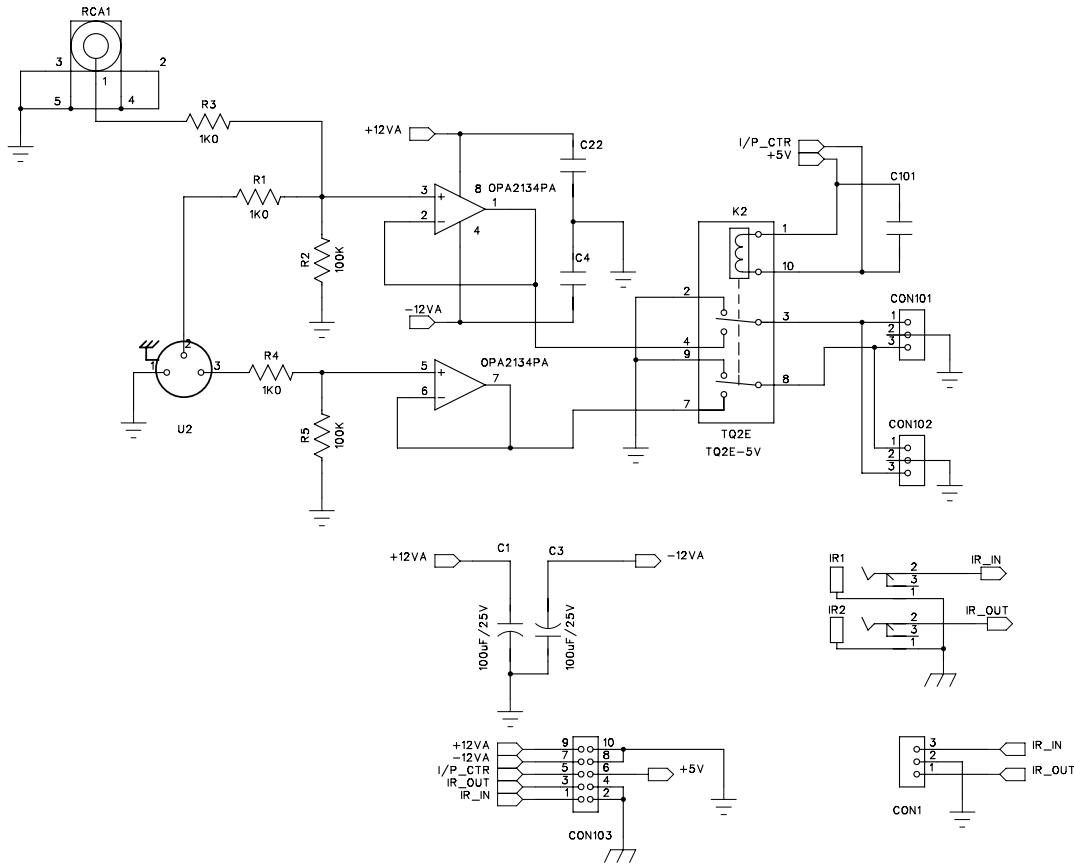 RCA1
3
2
1
5
4
R3
1K0
R1
1K0
R2
100K
+12VA
C22
3
8
OPA2134PA
1
2
4
C4
-12VA
I/P_CTR
+5V
C101
K2
1
10
2
3
4
9
8
7
TQ2E
TQ2E-5V
CON101
1
2
3
CON102
1
2
3
2
1
3
U2
R4
1K0
R5
100K
OPA2134PA
5
7
6
+12VA
C1
C3
-12VA
100uF/25V
100uF/25V
IR1
2
3
1
IR_IN
IR2
2
3
1
IR_OUT
+12VA
9
10
-12VA
7
8
I/P_CTR
5
6
+5V
IR_OUT
3
4
IR_IN
1
2
CON103
3
IR_IN
2
1
IR_OUT
CON1